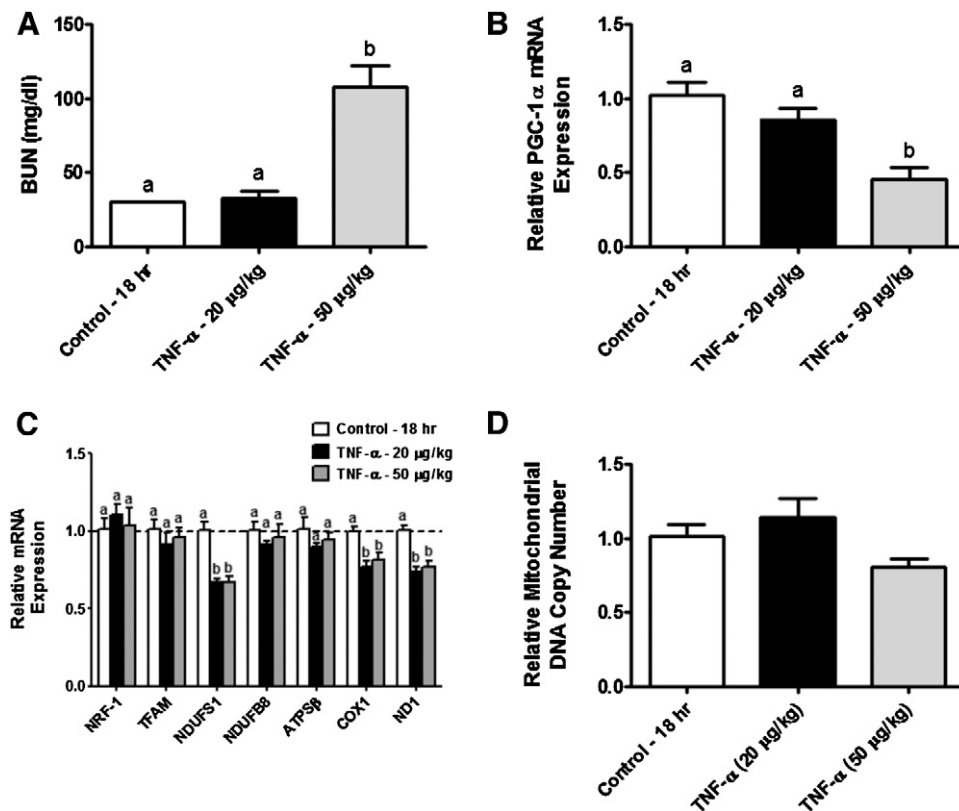 A
BUN (mg/dl)
150
100
50
0
a
a
b
Control - 18 hr
TNF-α - 20 µg/kg
TNF-α - 50 µg/kg
B
Relative PGC-1 α mRNA
Expression
1.5
1.0
0.5
0.0
a
a
b
Control - 18 hr
TNF-α - 20 µg/kg
TNF-α - 50 µg/kg
C
Control - 18 hr
TNF-α - 20 µg/kg
TNF-α - 50 µg/kg
Relative mRNA
Expression
1.5
1.0
0.5
0.0
a a a a a a a b b a a a a a a a b b a b b
NRF-1
TFAM
NDUFS1
NDUFB8
ATPSβ
COX1
ND1
D
Relative Mitochondrial
DNA Copy Number
1.5
1.0
0.5
0.0
Control - 18 hr
TNF-α (20 µg/kg)
TNF-α (50 µg/kg)